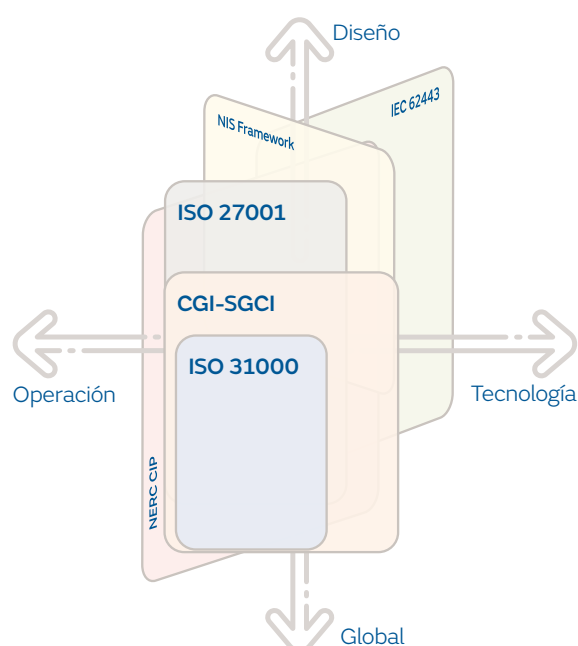 Diseño
IEC 62443
NIS Framework
ISO 27001
CGI-SGCI
ISO 31000
Operación
Tecnología
NERC CIP
Global